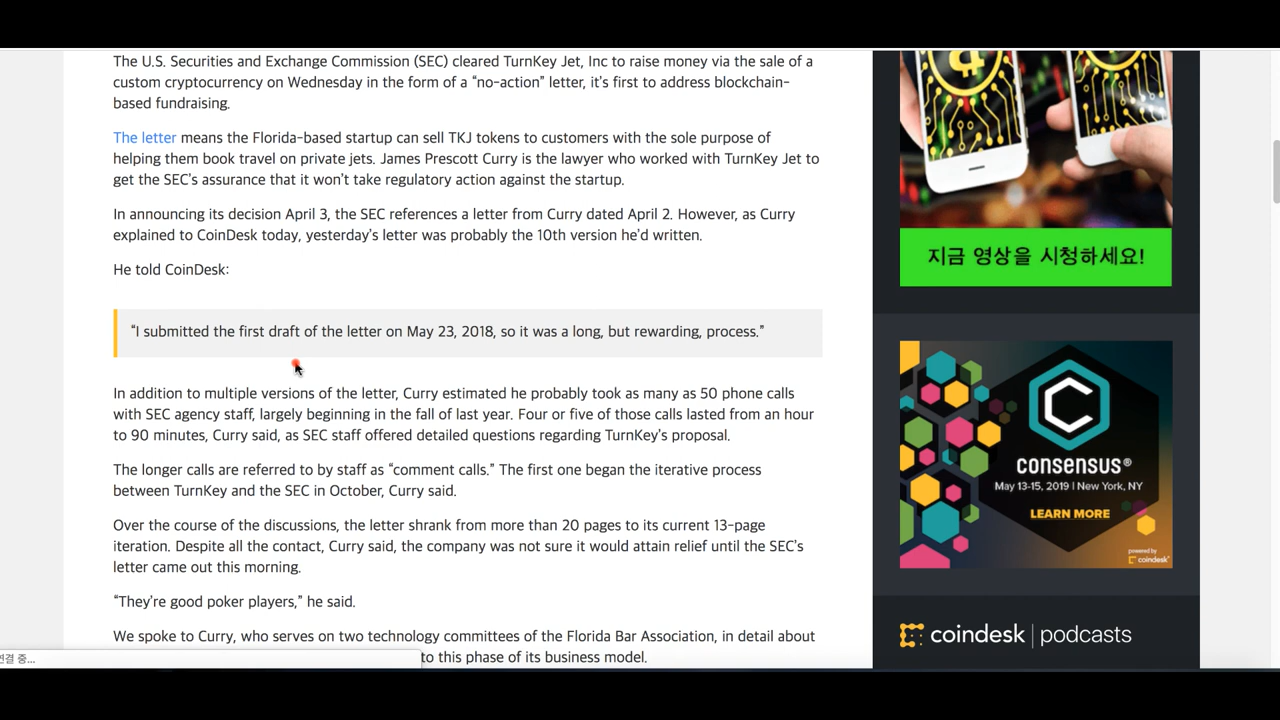 The U.S. Securities and Exchange Commission (SEC) cleared TurnKey Jet, Inc to raise money via the sale of a
custom cryptocurrency on Wednesday in the form of a “no-action” letter, it’s first to address blockchain-
based fundraising.
The letter means the Florida-based startup can sell TKJ tokens to customers with the sole purpose of
helping them book travel on private jets. James Prescott Curry is the lawyer who worked with TurnKey Jet to
get the SEC’s assurance that it won’t take regulatory action against the startup.
In announcing its decision April 3, the SEC references a letter from Curry dated April 2. However, as Curry
explained to CoinDesk today, yesterday’s letter was probably the 10th version he’d written.
He told CoinDesk:
“I submitted the first draft of the letter on May 23, 2018, so it was a long, but rewarding, process.”
In addition to multiple versions of the letter, Curry estimated he probably took as many as 50 phone calls
with SEC agency staff, largely beginning in the fall of last year. Four or five of those calls lasted from an hour
to 90 minutes, Curry said, as SEC staff offered detailed questions regarding TurnKey’s proposal.
The longer calls are referred to by staff as “comment calls.” The first one began the iterative process
between TurnKey and the SEC in October, Curry said.
Over the course of the discussions, the letter shrank from more than 20 pages to its current 13-page
iteration. Despite all the contact, Curry said, the company was not sure it would attain relief until the SEC’s
letter came out this morning.
“They’re good poker players,” he said.
We spoke to Curry, who serves on two technology committees of the Florida Bar Association, in detail about
to this phase of its business model.
연결 중...
지금 영상을 시청하세요!
consensus®
May 13-15, 2019 | New York, NY
LEARN MORE
powered by
coindesk
coindesk | podcasts